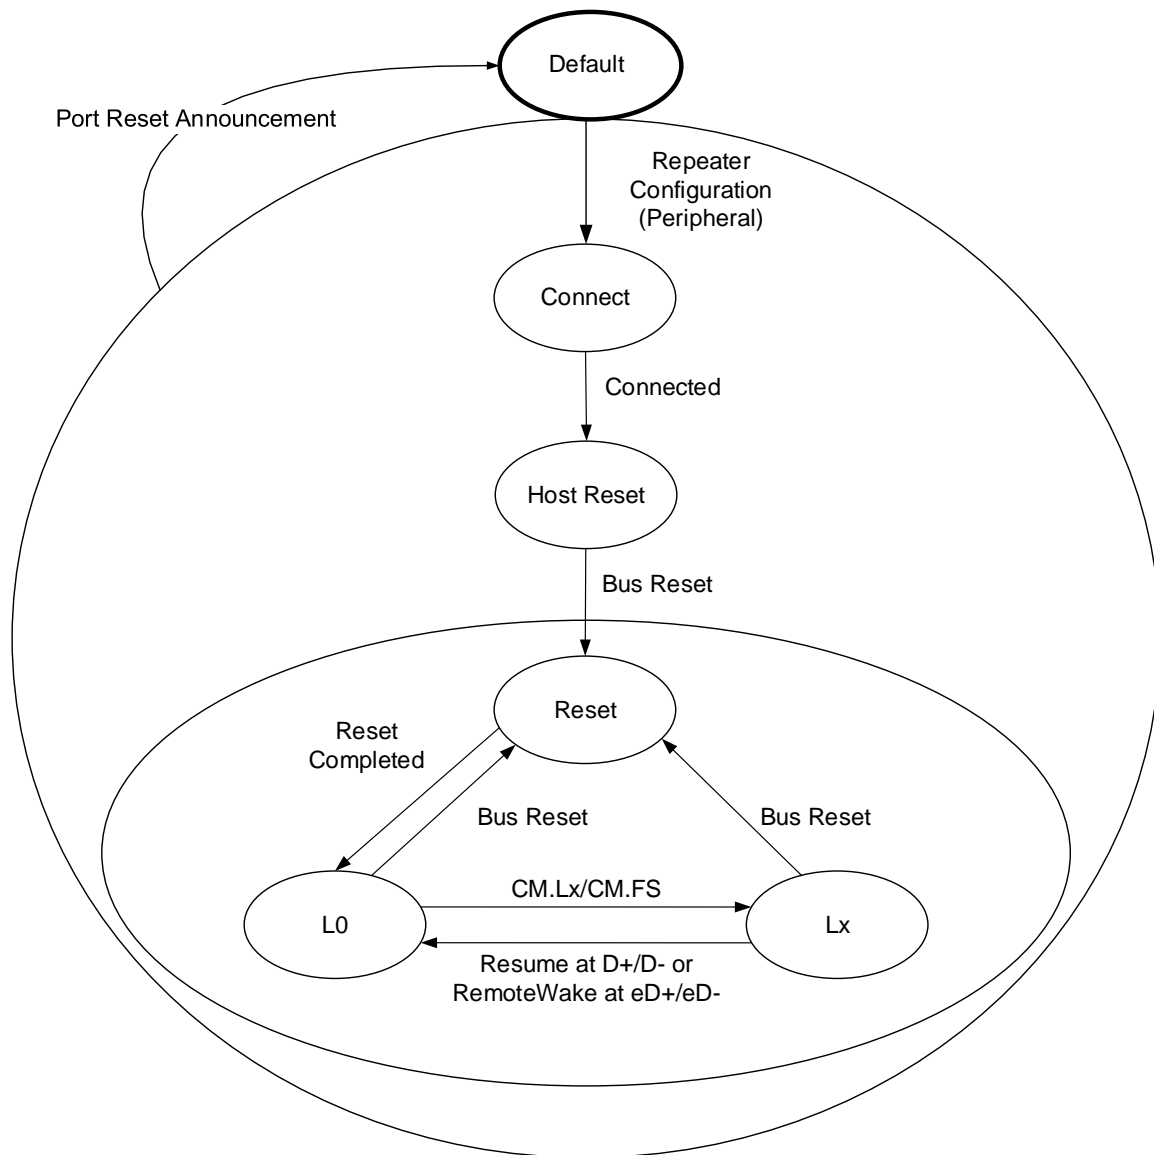 Default
Port Reset Announcement
Repeater
Configuration
(Peripheral)
Connect
Connected
Host Reset
Bus Reset
Reset
Reset
Completed
Bus Reset
Bus Reset
CM.Lx/CM.FS
L0
Lx
Resume at D+/D- or
RemoteWake at eD+/eD-